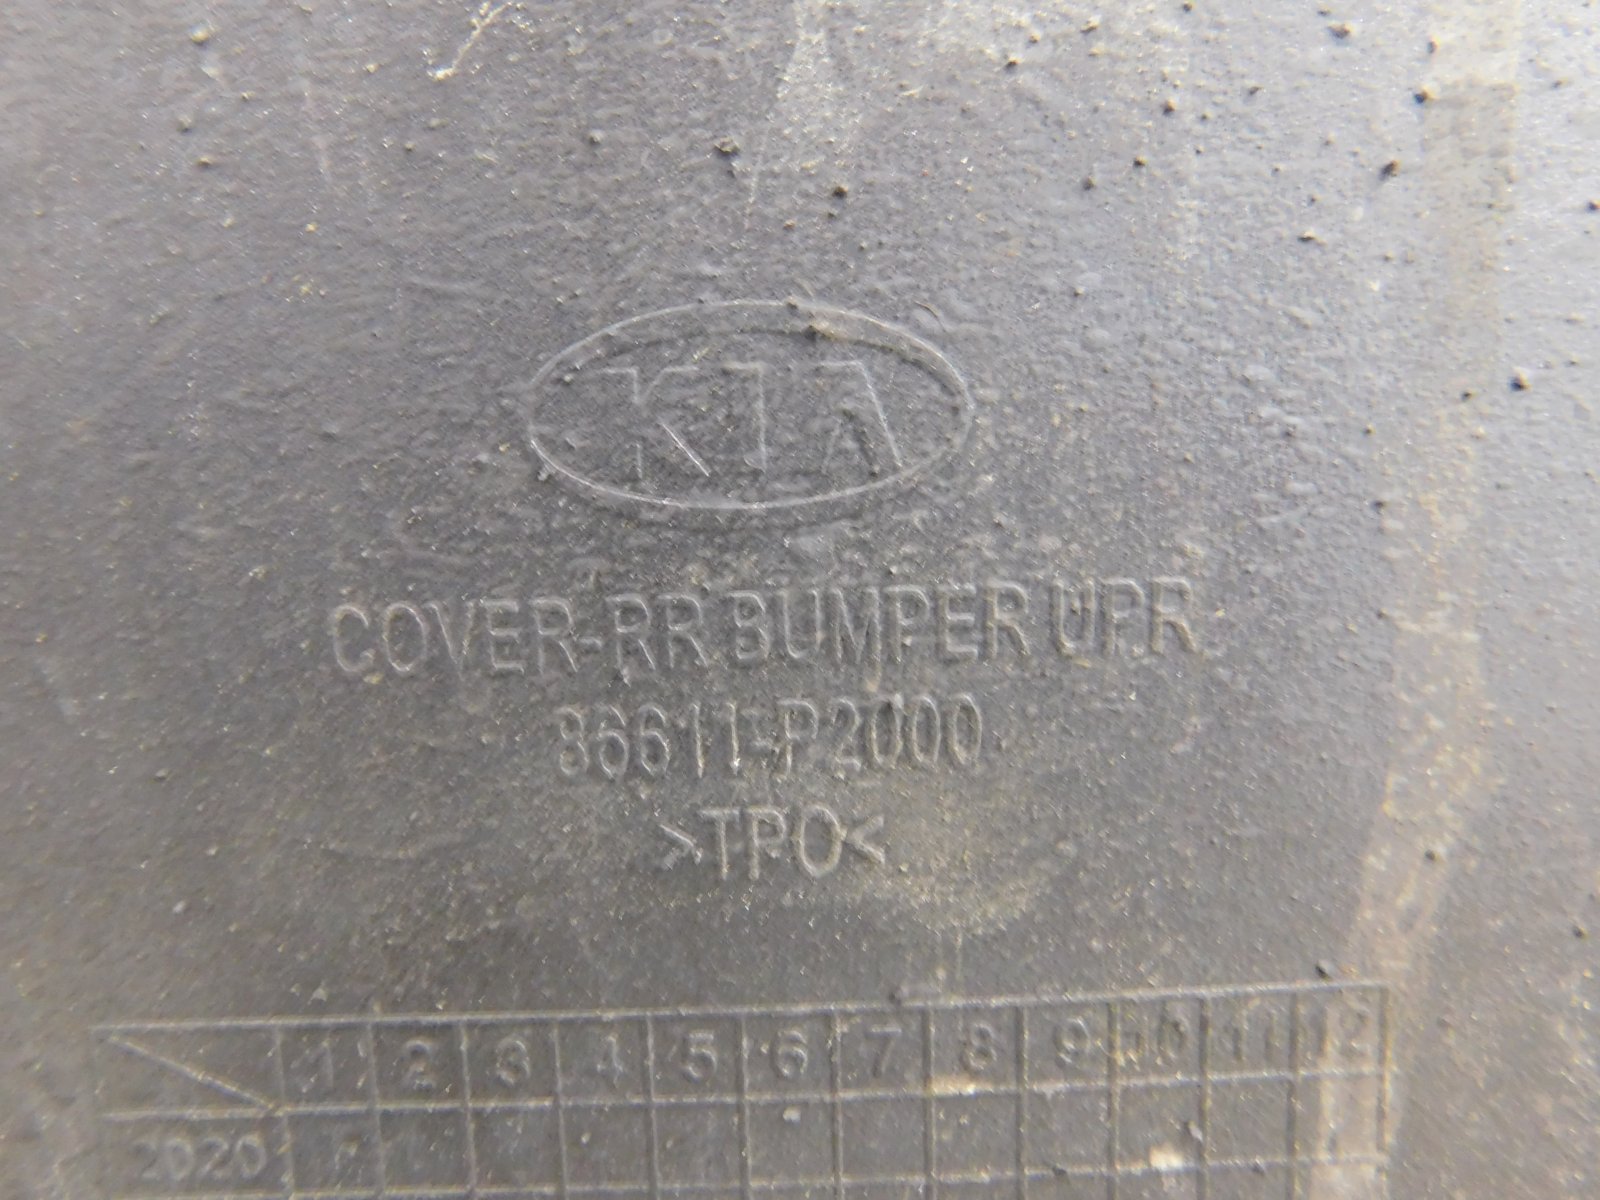 KIA
COVER-RR BUMPER UPR
86611-P2000
>TPO<
1 2 3 4 5 6 7 8 9 10 11 12
2020